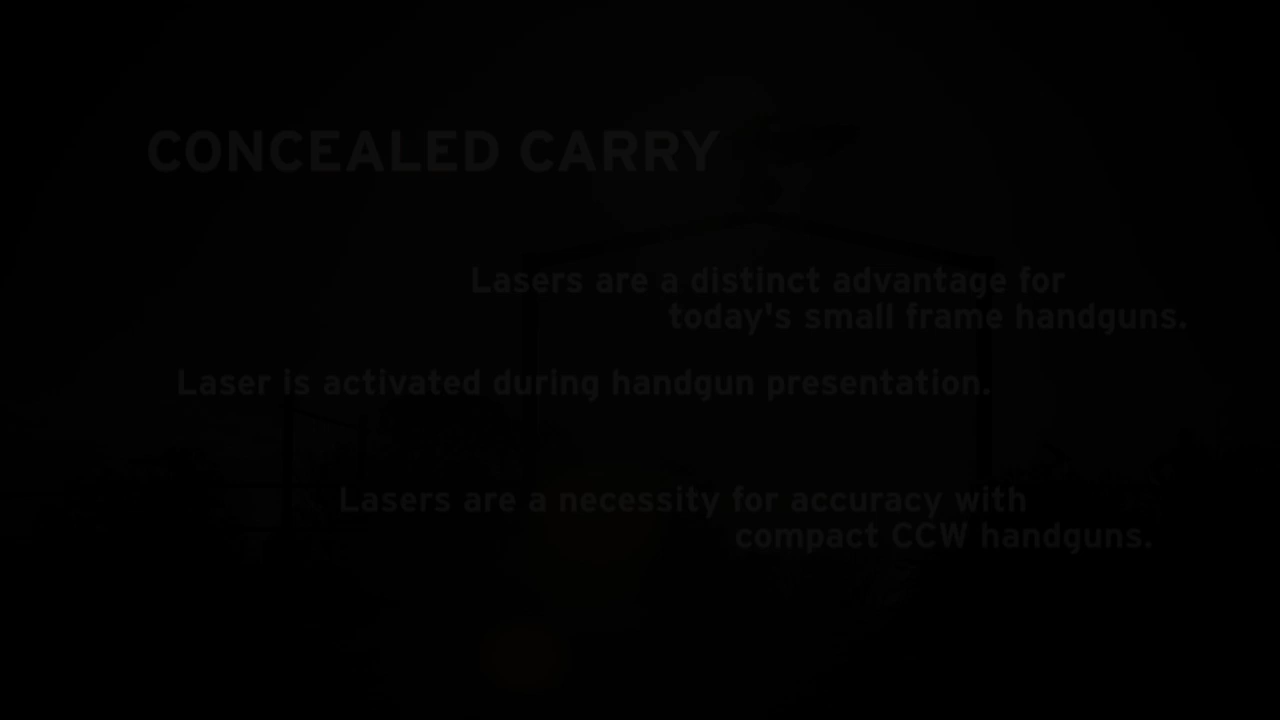 CONCEALED CARRY
Lasers are a distinct advantage for
today's small frame handguns.
Laser is activated during handgun presentation.
Lasers are a necessity for accuracy with
compact CCW handguns.